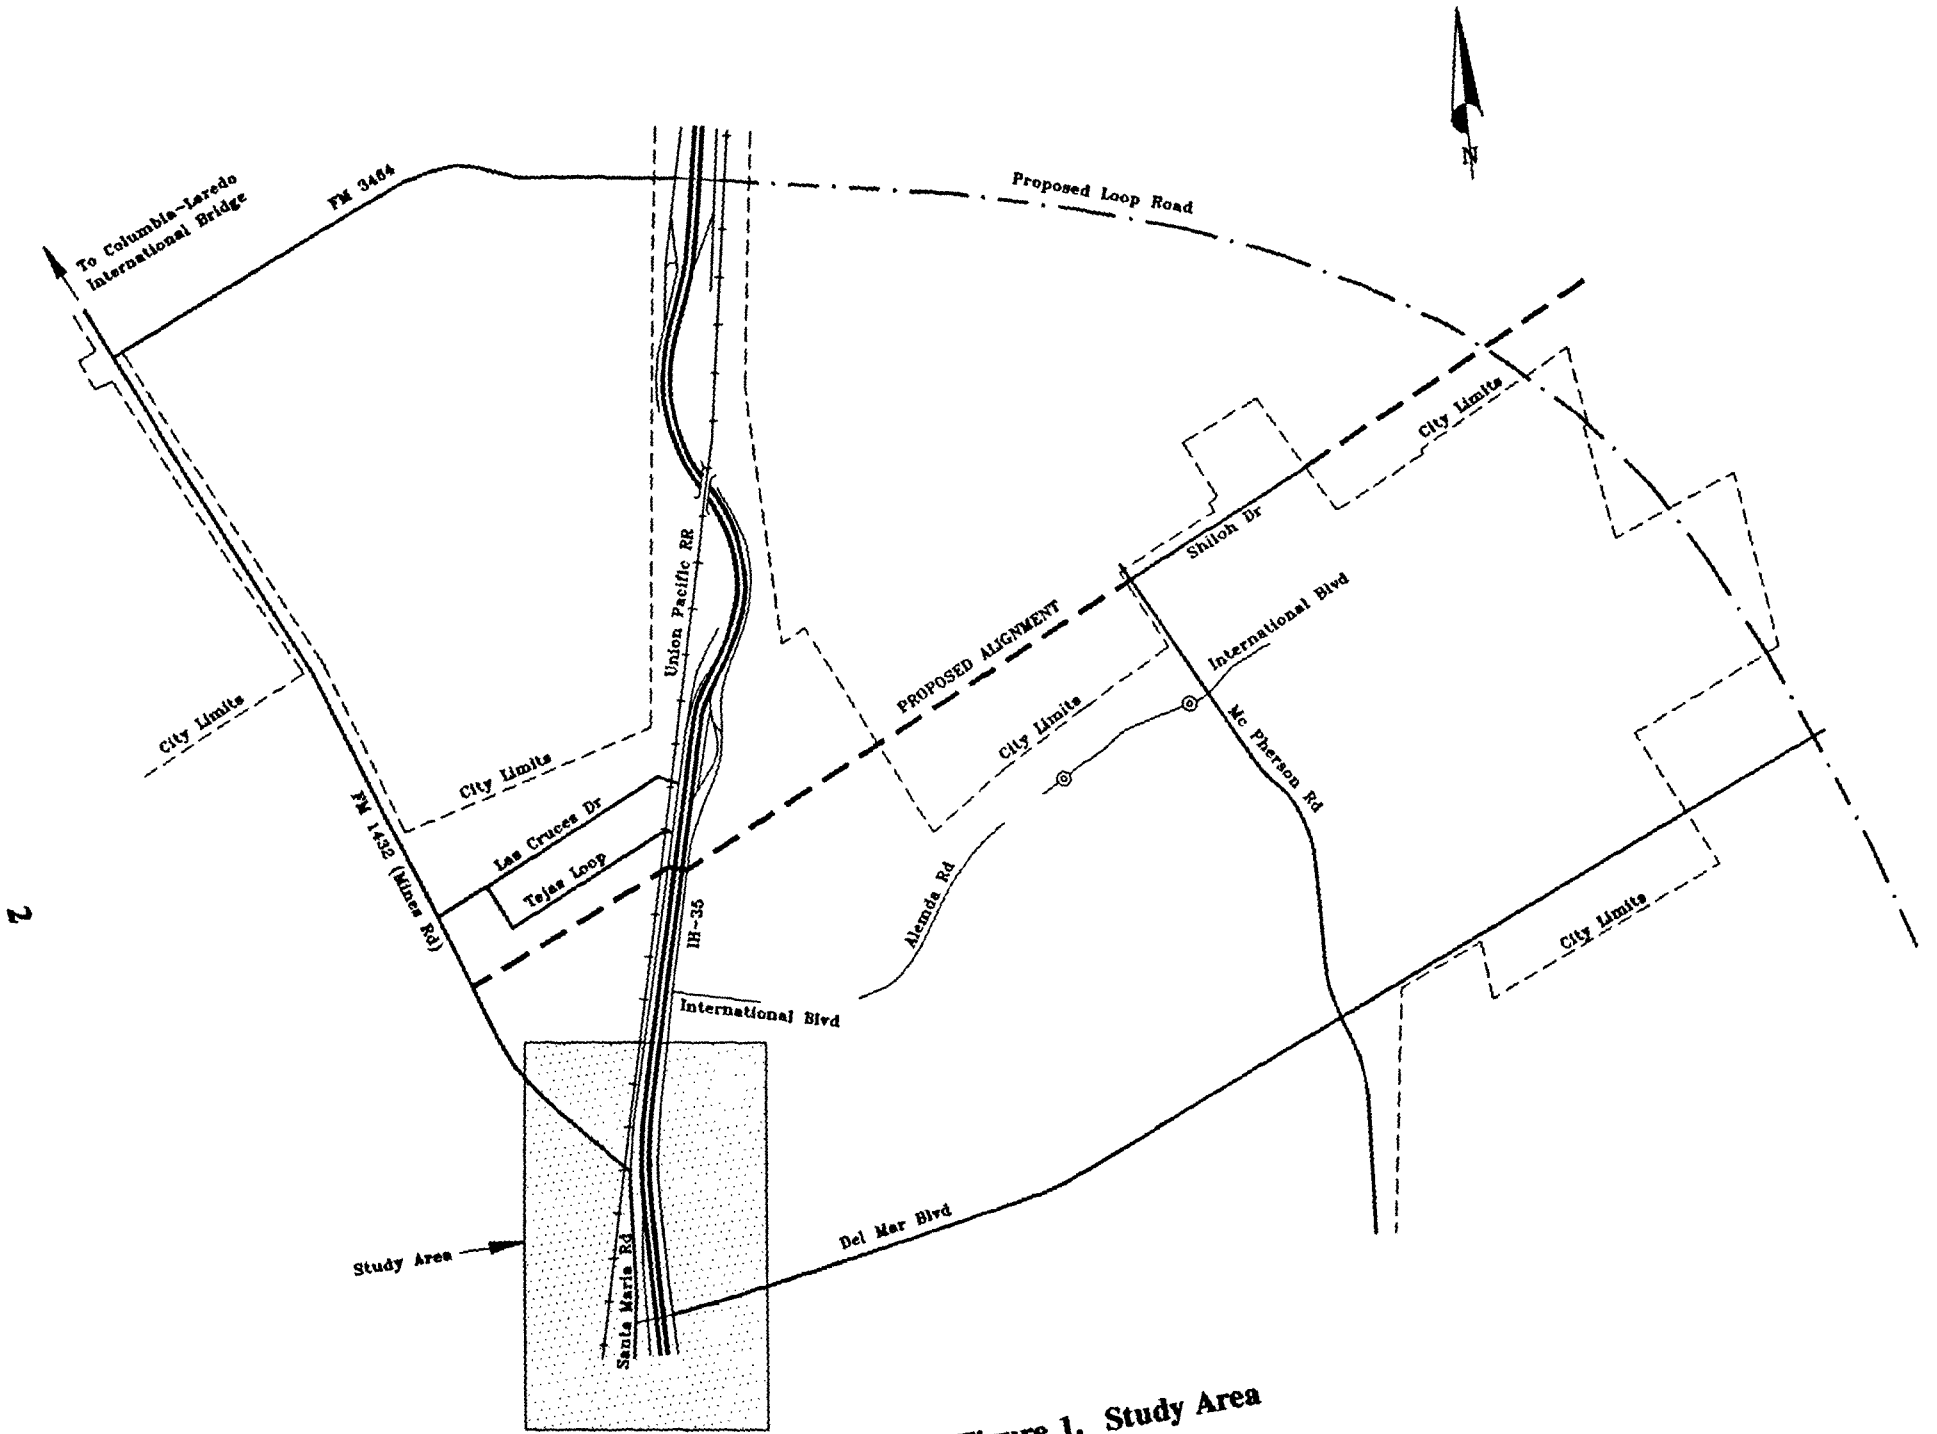 N
Proposed Loop Road
FM 3464
To Columbia-Laredo
International Bridge
City Limits
Shiloh Dr
Union Pacific RR
International Blvd
PROPOSED ALIGNMENT
City Limits
City Limits
Mc Pherson Rd
City Limits
Las Cruces Dr
FM 1432 (Mines Rd)
Tejas Loop
Alemda Rd
IH-35
City Limits
2
International Blvd
Del Mar Blvd
Study Area
Santa Maria Rd
Figure 1. Study Area